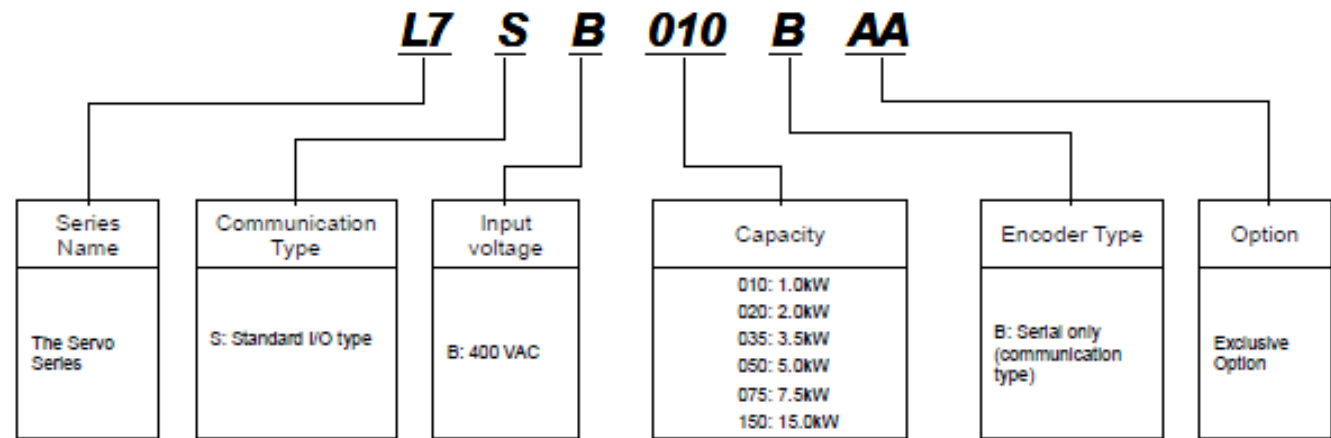 L7 S B 010 B AA
Series
Name
The Servo
Series
Communication
Type
S: Standard I/O type
Input
voltage
B: 400 VAC
Capacity
010: 1.0kW
020: 2.0kW
035: 3.5kW
050: 5.0kW
075: 7.5kW
150: 15.0kW
Encoder Type
B: Serial only
(communication
type)
Option
Exclusive
Option